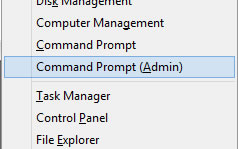 Disk Management
Computer Management
Command Prompt
Command Prompt (Admin)
Task Manager
Control Panel
File Explorer